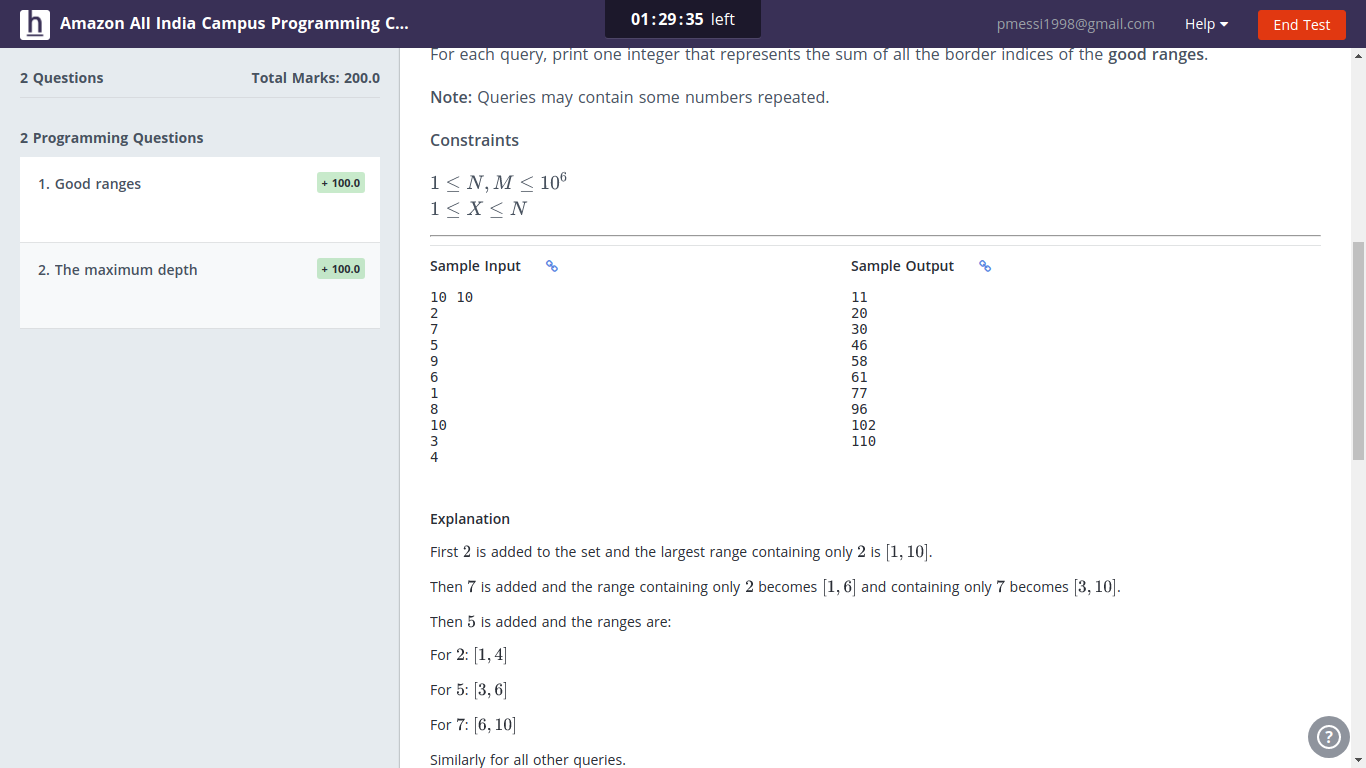 h Amazon All India Campus Programming C... 01:29:35 left pmessi1998@gmail.com Help End Test
2 Questions Total Marks: 200.0
2 Programming Questions
1. Good ranges + 100.0
2. The maximum depth + 100.0
For each query, print one integer that represents the sum of all the border indices of the good ranges.
Note: Queries may contain some numbers repeated.
Constraints
1 ≤ N, M ≤ 10⁶
1 ≤ X ≤ N
Sample Input
10 10
2
7
5
9
6
1
8
10
3
4
Sample Output
11
20
30
46
58
61
77
96
102
110
Explanation
First 2 is added to the set and the largest range containing only 2 is [1, 10].
Then 7 is added and the range containing only 2 becomes [1, 6] and containing only 7 becomes [3, 10].
Then 5 is added and the ranges are:
For 2: [1, 4]
For 5: [3, 6]
For 7: [6, 10]
Similarly for all other queries.
?